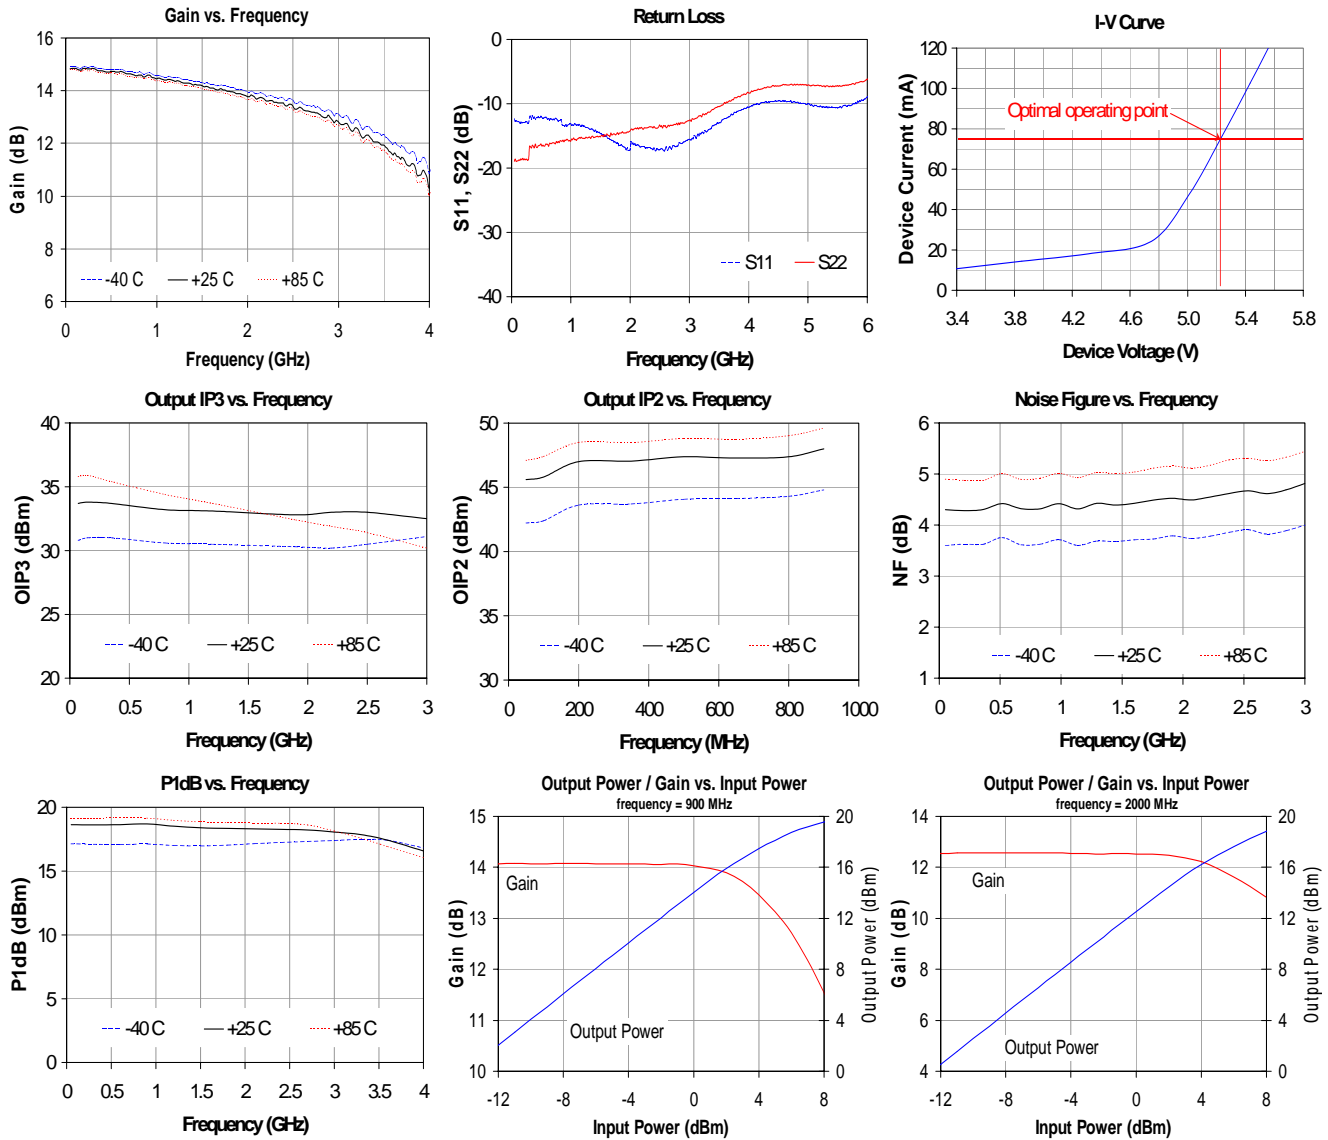 Gain vs. Frequency
16
14
12
10
8
6
Gain (dB)
-40 C
+25 C
+85 C
0 1 2 3 4
Frequency (GHz)
Return Loss
0
-10
-20
-30
-40
S11, S22 (dB)
S11
S22
0 1 2 3 4 5 6
Frequency (GHz)
I-V Curve
120
100
80
60
40
20
0
Device Current (mA)
Optimal operating point
3.4 3.8 4.2 4.6 5.0 5.4 5.8
Device Voltage (V)
Output IP3 vs. Frequency
40
35
30
25
20
OIP3 (dBm)
-40 C
+25 C
+85 C
0 0.5 1 1.5 2 2.5 3
Frequency (GHz)
Output IP2 vs. Frequency
50
45
40
35
30
OIP2 (dBm)
-40 C
+25 C
+85 C
0 200 400 600 800 1000
Frequency (MHz)
Noise Figure vs. Frequency
6
5
4
3
2
1
NF (dB)
-40 C
+25 C
+85 C
0 0.5 1 1.5 2 2.5 3
Frequency (GHz)
P1dB vs. Frequency
20
15
10
5
0
P1dB (dBm)
-40 C
+25 C
+85 C
0 0.5 1 1.5 2 2.5 3 3.5 4
Frequency (GHz)
Output Power / Gain vs. Input Power
frequency = 900 MHz
15
14
13
12
11
10
Gain (dB)
Gain
Output Power
20
16
12
8
4
0
Output Power (dBm)
-12 -8 -4 0 4 8
Input Power (dBm)
Output Power / Gain vs. Input Power
frequency = 2000 MHz
14
12
10
8
6
4
Gain (dB)
Gain
Output Power
20
16
12
8
4
0
Output Power (dBm)
-12 -8 -4 0 4 8
Input Power (dBm)